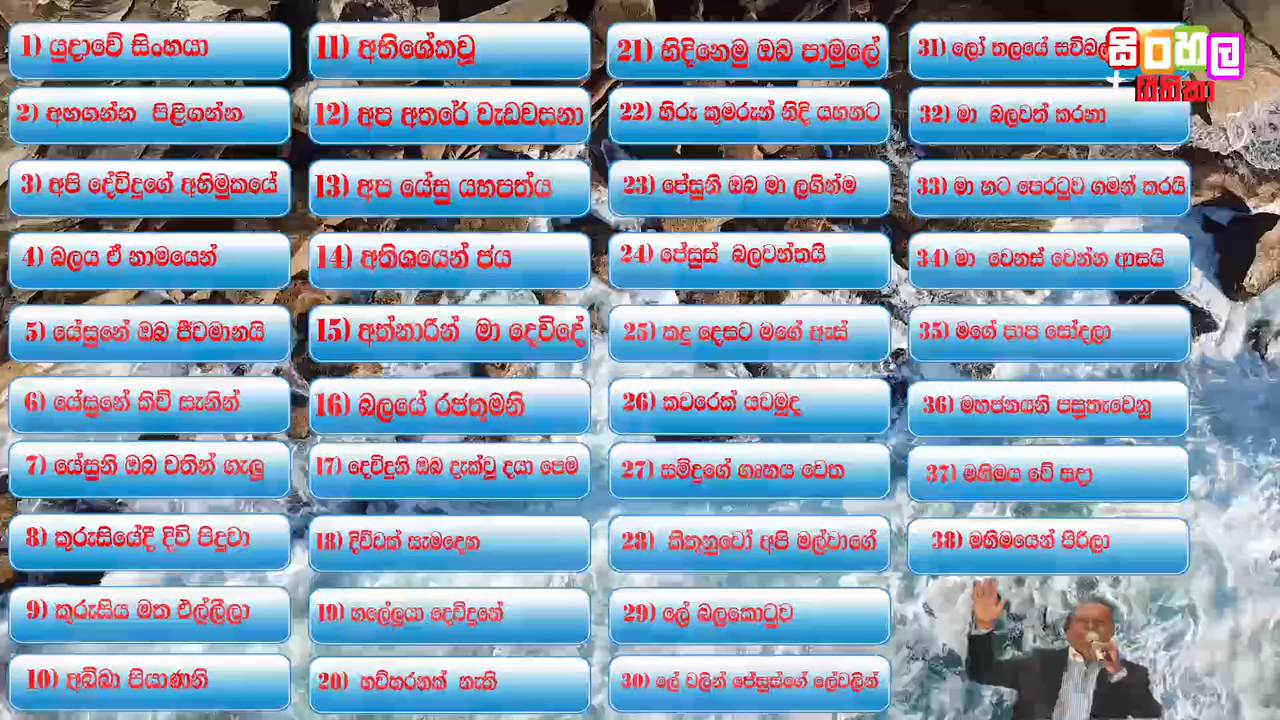 1) යුදාවේ සිංහයා
2) අහගන්න පිළිගන්න
3) අපි දේවිඳුගේ අභිමුකයේ
4) බලය ඒ නාමයෙන්
5) යේසුනේ ඔබ ජීවමානයි
6) යේසුනේ කිව් සැනින්
7) යේසුනි ඔබ වතින් ගැලූ
8) කුරුසියේදී දිවි පිදුවා
9) කුරුසිය මත එල්ලීලා
10) අබ්බා පියාණනි
11) අභිශේකවූ
12) අප අතරේ වැඩවසනා
13) අප යේසු යහපත්ය
14) අතිශයෙන් ජය
15) අත්නාරීන් මා දෙවිඳේ
16) බලයේ රජතුමනි
17) දෙවිඳුනි ඔබ දැක්වූ දයා පෙම
18) දිව්ටක් සැමදෙන
19) හලේලූයා දෙවිඳුනේ
20) හව්හරනක් නැති
21) හිදිනෙමු ඔබ පාමුලේ
22) හිරු කුමරුන් නිදි යහනට
23) ජේසුනි ඔබ මා ලගින්ම
24) ජේසුස් බලවන්තයි
25) කඳු දෙසට මගේ ඇස්
26) කවරෙක් යවමුද
27) සමිඳුගේ ගෘහය වෙත
28) කිතුනුවෝ අපි මල්වාගේ
29) ලේ බලකොටුව
30) ලේ වලින් ජේසුස්ගේ ලේවලින්
31) ලෝ තලයේ සව්බල
32) මා බලවත් කරනා
33) මා හට පෙරටුව ගමන් කරයි
34) මා වෙනස් වෙන්න ආසයි
35) මගේ පාප සෝදලා
36) මහජනයනි පසුතැවෙනු
37) මහිමය වේ සදා
38) මහිමයෙන් පිරිලා
සිංහල
ගීතිකා